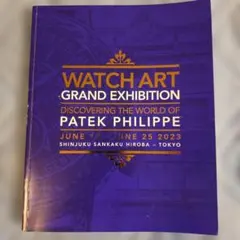 WATCH ART
GRAND EXHIBITION
DISCOVERING THE WORLD OF
PATEK PHILIPPE
JUNE JUNE 25 2023
SHINJUKU SANKAKU HIROBA – TOKYO